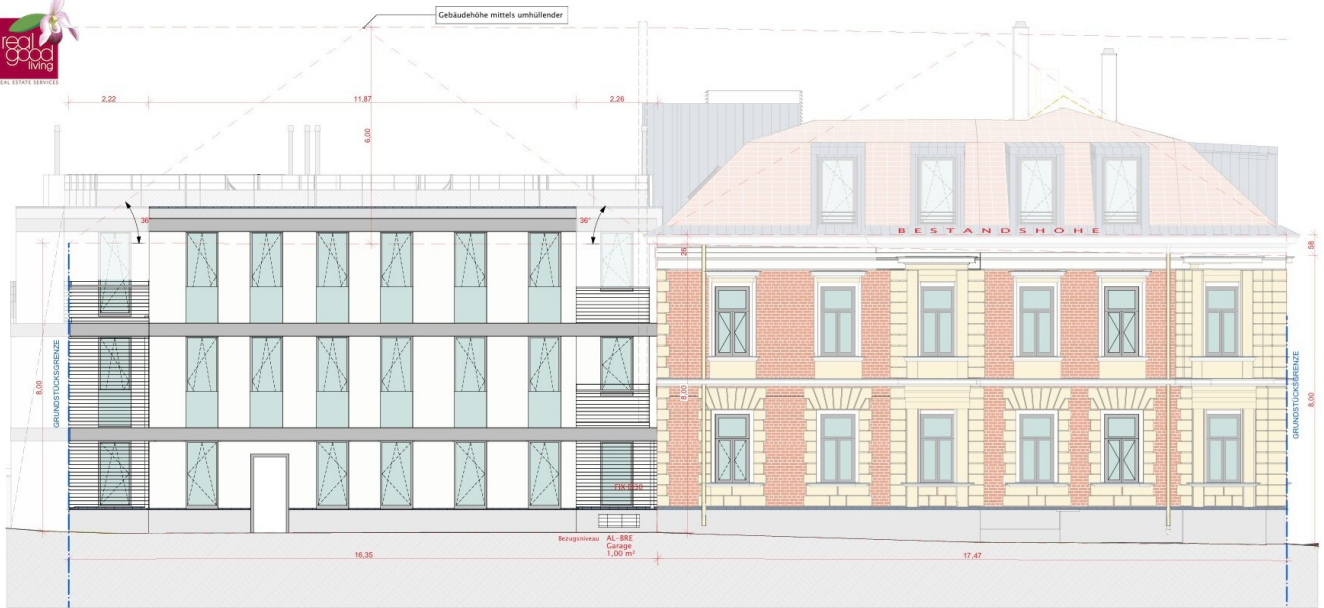 Gebäudehöhe mittels umhüllender
real
good
living
REAL ESTATE SERVICES
2,22
11,87
2,26
6,00
36°
36°
BESTANDSHÖHE
26
58
GRUNDSTÜCKSGRENZE
8,00
8,00
8,00
GRUNDSTÜCKSGRENZE
Bezugsniveau
AL-BRE
Garage
1,00 m²
16,35
17,47